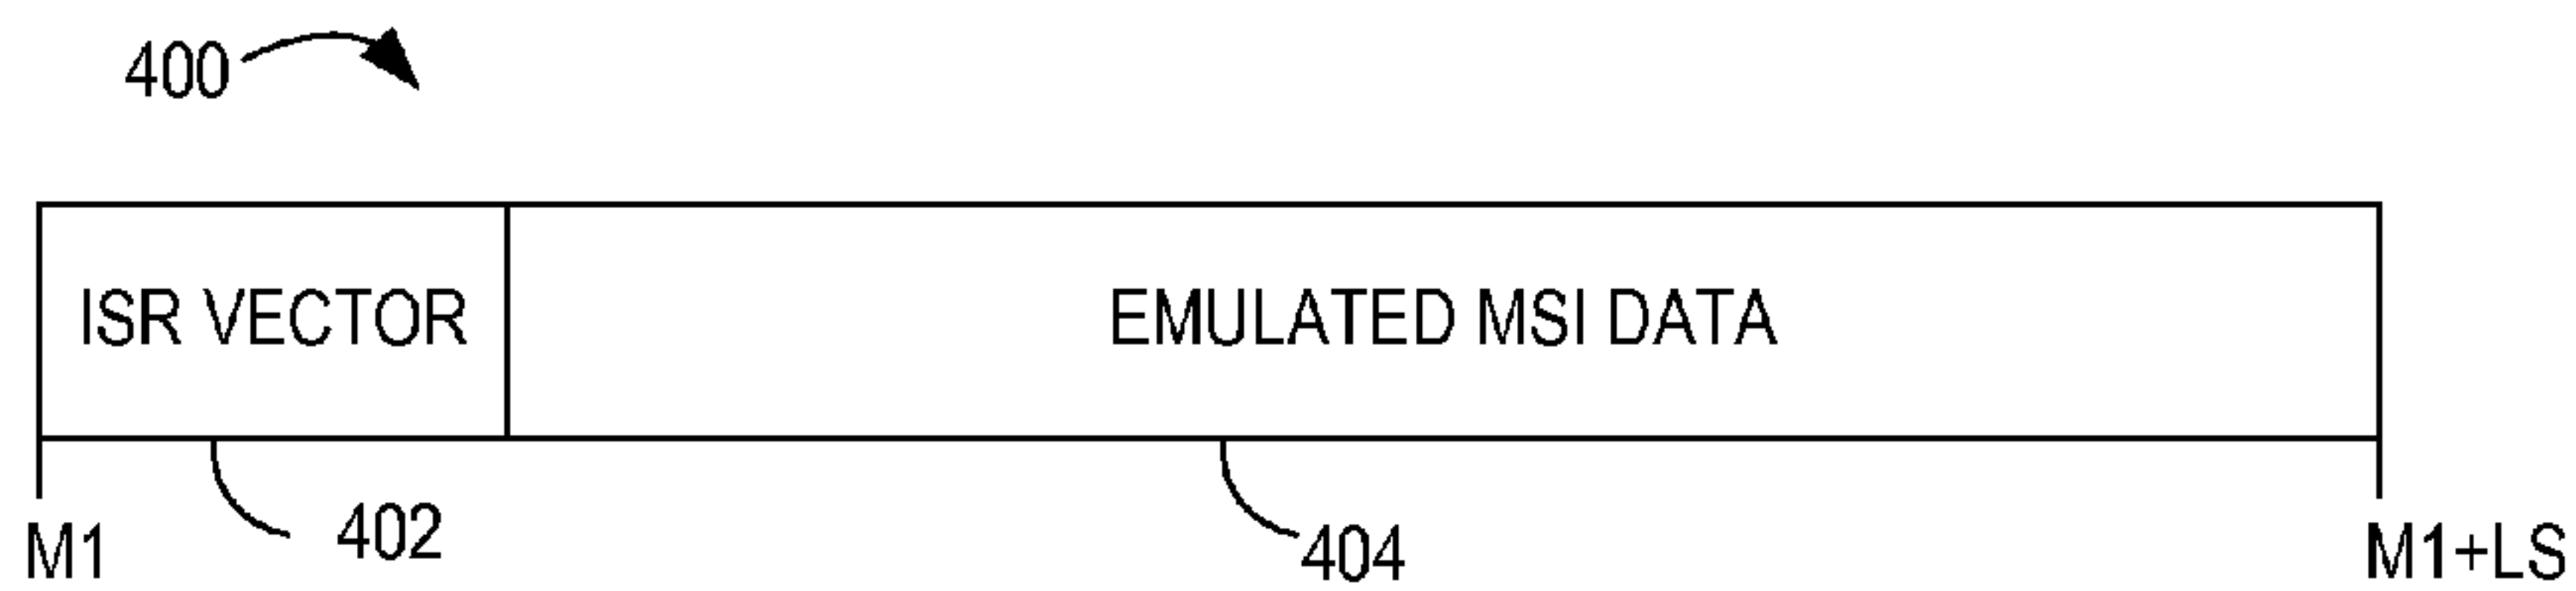 400
ISR VECTOR EMULATED MSI DATA
M1 402 404 M1+LS